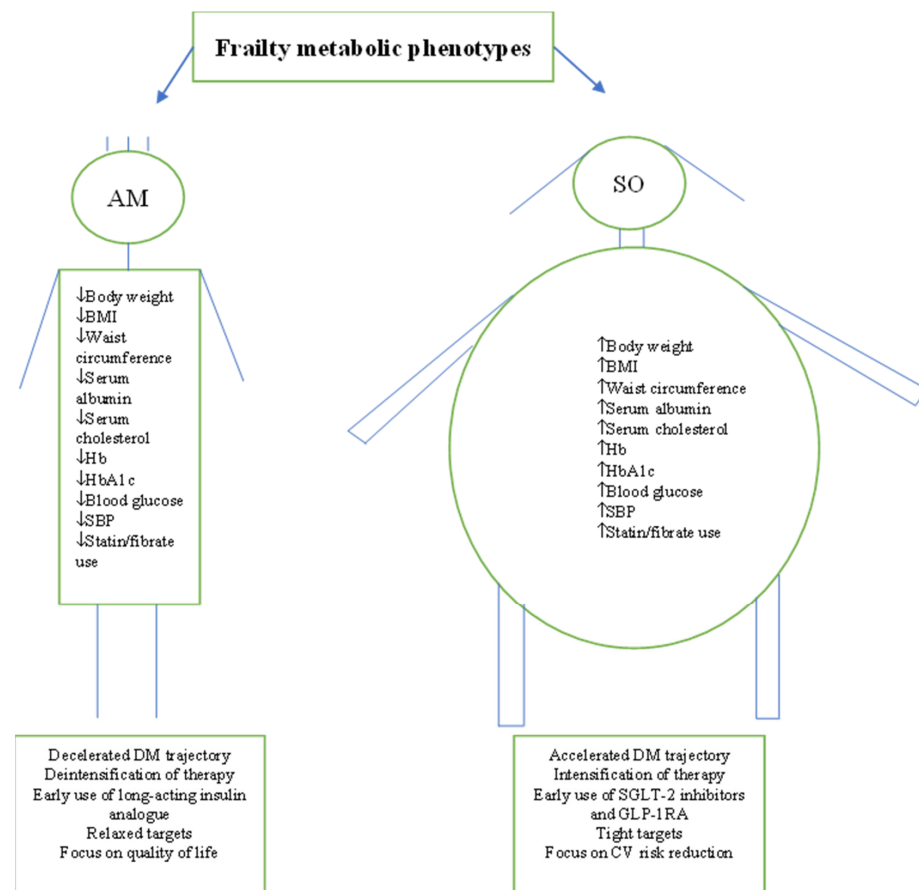 Frailty metabolic phenotypes
AM
↓Body weight
↓BMI
↓Waist
circumference
↓Serum
albumin
↓Serum
cholesterol
↓Hb
↓HbA1c
↓Blood glucose
↓SBP
↓Statin/fibrate
use
Decelerated DM trajectory
Deintensification of therapy
Early use of long-acting insulin
analogue
Relaxed targets
Focus on quality of life
SO
↑Body weight
↑BMI
↑Waist circumference
↑Serum albumin
↑Serum cholesterol
↑Hb
↑HbA1c
↑Blood glucose
↑SBP
↑Statin/fibrate use
Accelerated DM trajectory
Intensification of therapy
Early use of SGLT-2 inhibitors
and GLP-1RA
Tight targets
Focus on CV risk reduction